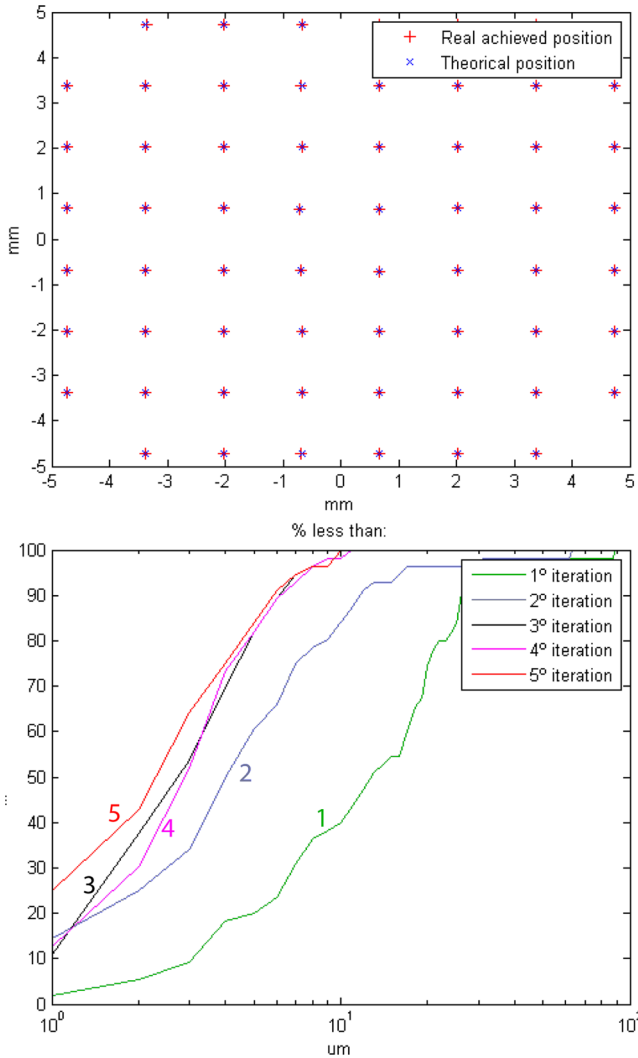 5
Real achieved position
4
Theorical position
3
2
1
0
-1
-2
-3
-4
-5
mm
-5 -4 -3 -2 -1 0 1 2 3 4 5
mm
% less than:
100
1º iteration
90
2º iteration
80
3º iteration
4º iteration
70
5º iteration
60
50
2
40
5
4
1
30
3
20
10
0
...
10⁰ 10¹ 10²
um